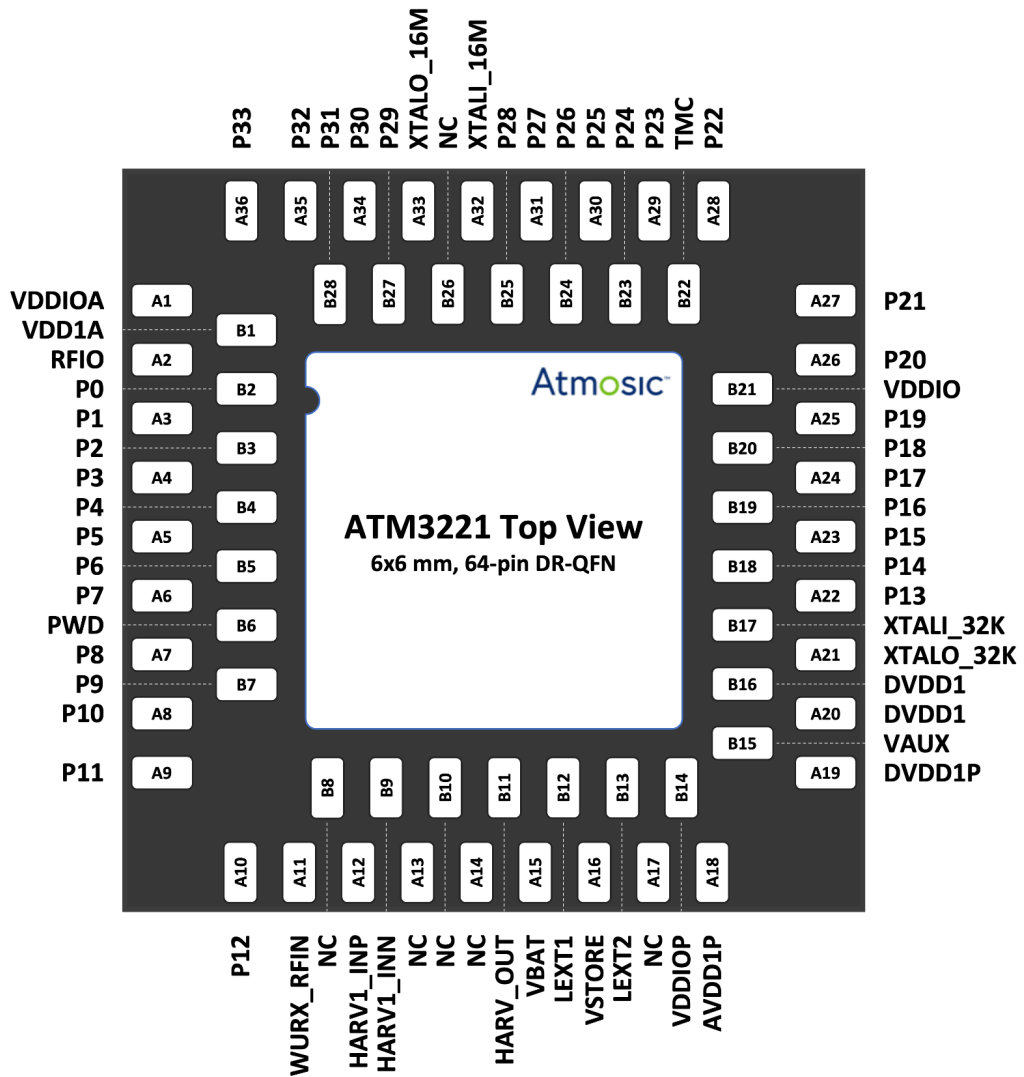 P33
P32
P31
P30
P29
XTALO_16M
NC
XTALI_16M
P28
P27
P26
P25
P24
P23
TMC
P22
A36
A35
A34
A33
A32
A31
A30
A29
A28
B28
B27
B26
B25
B24
B23
B22
VDDIOA A1
VDD1A B1
RFIO A2
P0 B2
P1 A3
P2 B3
P3 A4
P4 B4
P5 A5
P6 B5
P7 A6
PWD B6
P8 A7
P9 B7
P10 A8
P11 A9
Atmosic™
ATM3221 Top View
6x6 mm, 64-pin DR-QFN
A27 P21
A26 P20
B21 VDDIO
A25 P19
B20 P18
A24 P17
B19 P16
A23 P15
B18 P14
A22 P13
B17 XTALI_32K
A21 XTALO_32K
B16 DVDD1
A20 DVDD1
B15 VAUX
A19 DVDD1P
B8
B9
B10
B11
B12
B13
B14
A10
A11
A12
A13
A14
A15
A16
A17
A18
P12
WURX_RFIN
NC
HARV1_INP
HARV1_INN
NC
NC
NC
HARV_OUT
VBAT
LEXT1
VSTORE
LEXT2
NC
VDDIOP
AVDD1P